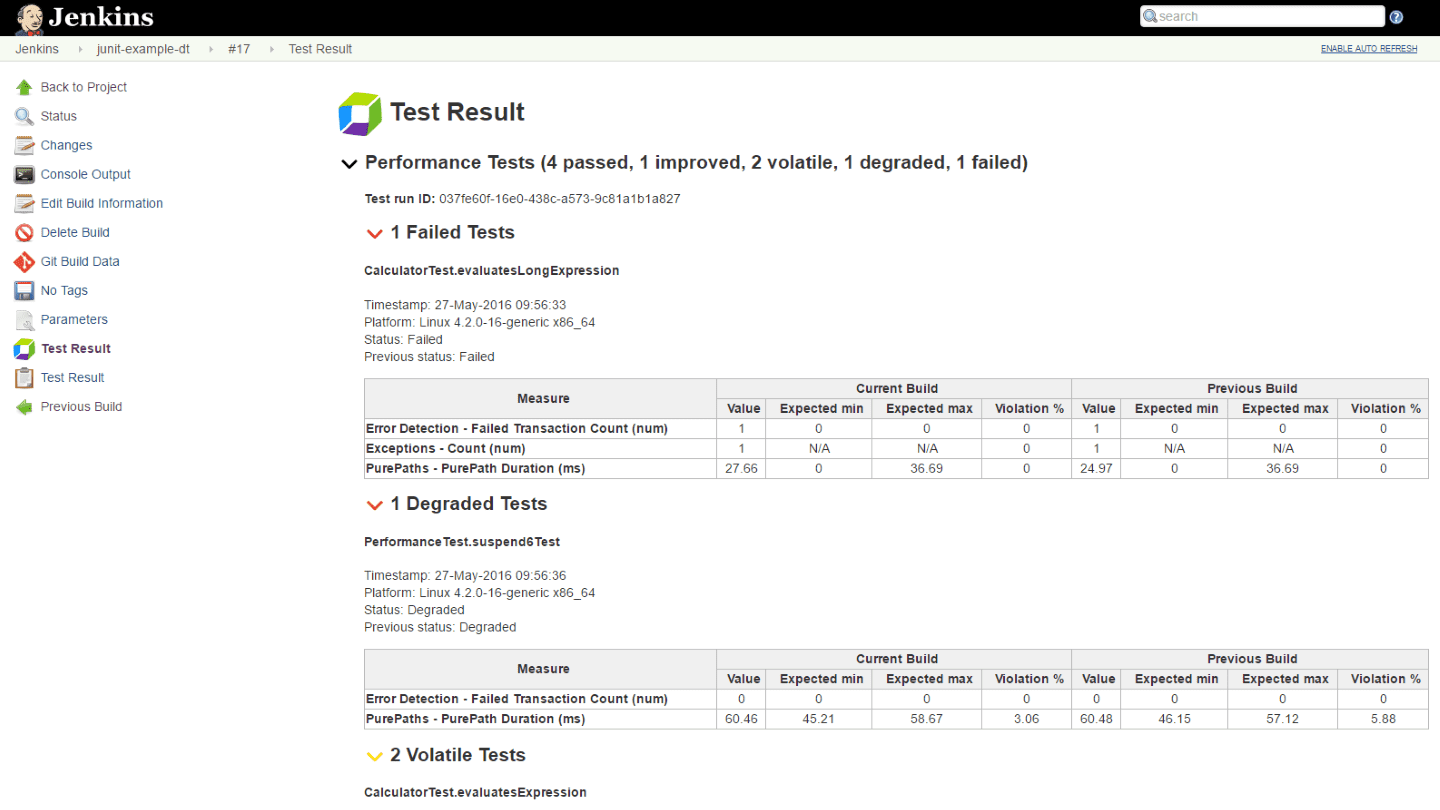 Jenkins
search
Jenkins junit-example-dt #17 Test Result
ENABLE AUTO REFRESH
Back to Project
Status
Changes
Console Output
Edit Build Information
Delete Build
Git Build Data
No Tags
Parameters
Test Result
Test Result
Previous Build
Test Result
Performance Tests (4 passed, 1 improved, 2 volatile, 1 degraded, 1 failed)
Test run ID: 037fe60f-16e0-438c-a573-9c81a1b1a827
1 Failed Tests
CalculatorTest.evaluatesLongExpression
Timestamp: 27-May-2016 09:56:33
Platform: Linux 4.2.0-16-generic x86_64
Status: Failed
Previous status: Failed
Measure Current Build Previous Build
Value Expected min Expected max Violation % Value Expected min Expected max Violation %
Error Detection - Failed Transaction Count (num) 1 0 0 0 1 0 0 0
Exceptions - Count (num) 1 N/A N/A 0 1 N/A N/A 0
PurePaths - PurePath Duration (ms) 27.66 0 36.69 0 24.97 0 36.69 0
1 Degraded Tests
PerformanceTest.suspend6Test
Timestamp: 27-May-2016 09:56:36
Platform: Linux 4.2.0-16-generic x86_64
Status: Degraded
Previous status: Degraded
Measure Current Build Previous Build
Value Expected min Expected max Violation % Value Expected min Expected max Violation %
Error Detection - Failed Transaction Count (num) 0 0 0 0 0 0 0 0
PurePaths - PurePath Duration (ms) 60.46 45.21 58.67 3.06 60.48 46.15 57.12 5.88
2 Volatile Tests
CalculatorTest.evaluatesExpression